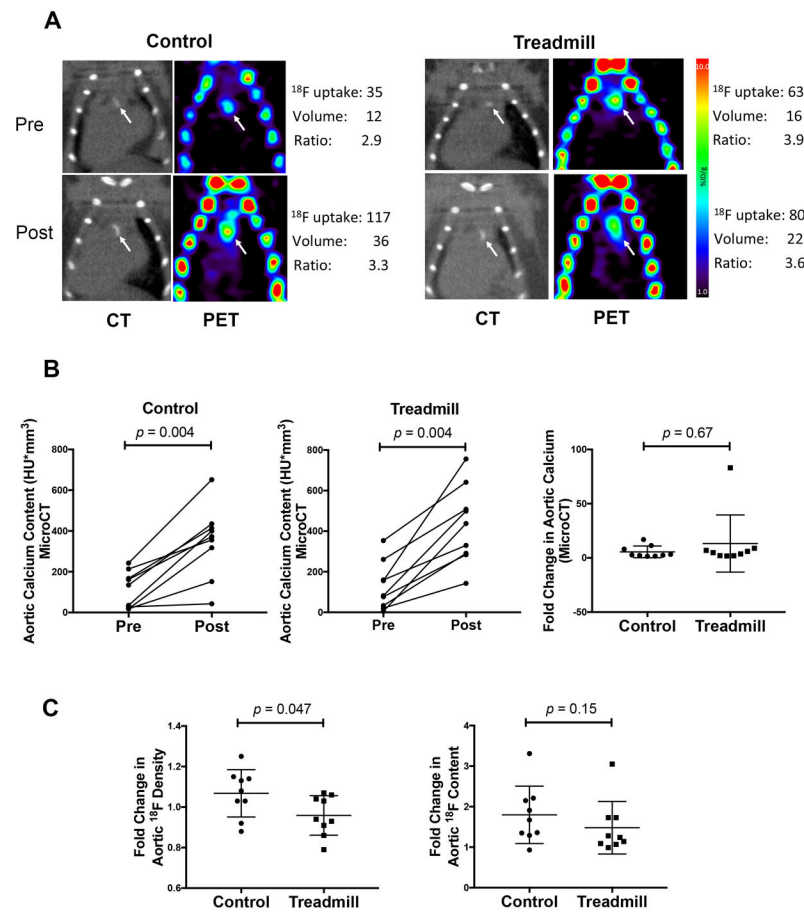 A
Control
Treadmill
Pre
¹⁸F uptake: 35
Volume: 12
Ratio: 2.9
¹⁸F uptake: 63
Volume: 16
Ratio: 3.9
10.0
%ID/g
1.0
Post
¹⁸F uptake: 117
Volume: 36
Ratio: 3.3
¹⁸F uptake: 80
Volume: 22
Ratio: 3.6
CT
PET
CT
PET
B
Control
p = 0.004
Aortic Calcium Content (HU*mm³)
MicroCT
800
600
400
200
0
Pre
Post
Treadmill
p = 0.004
Aortic Calcium Content (HU*mm³)
MicroCT
800
600
400
200
0
Pre
Post
p = 0.67
Fold Change in Aortic Calcium
(MicroCT)
100
50
0
-50
Control
Treadmill
C
p = 0.047
Fold Change in
Aortic ¹⁸F Density
1.4
1.2
1.0
0.8
0.6
Control
Treadmill
p = 0.15
Fold Change in
Aortic ¹⁸F Content
4
3
2
1
0
Control
Treadmill